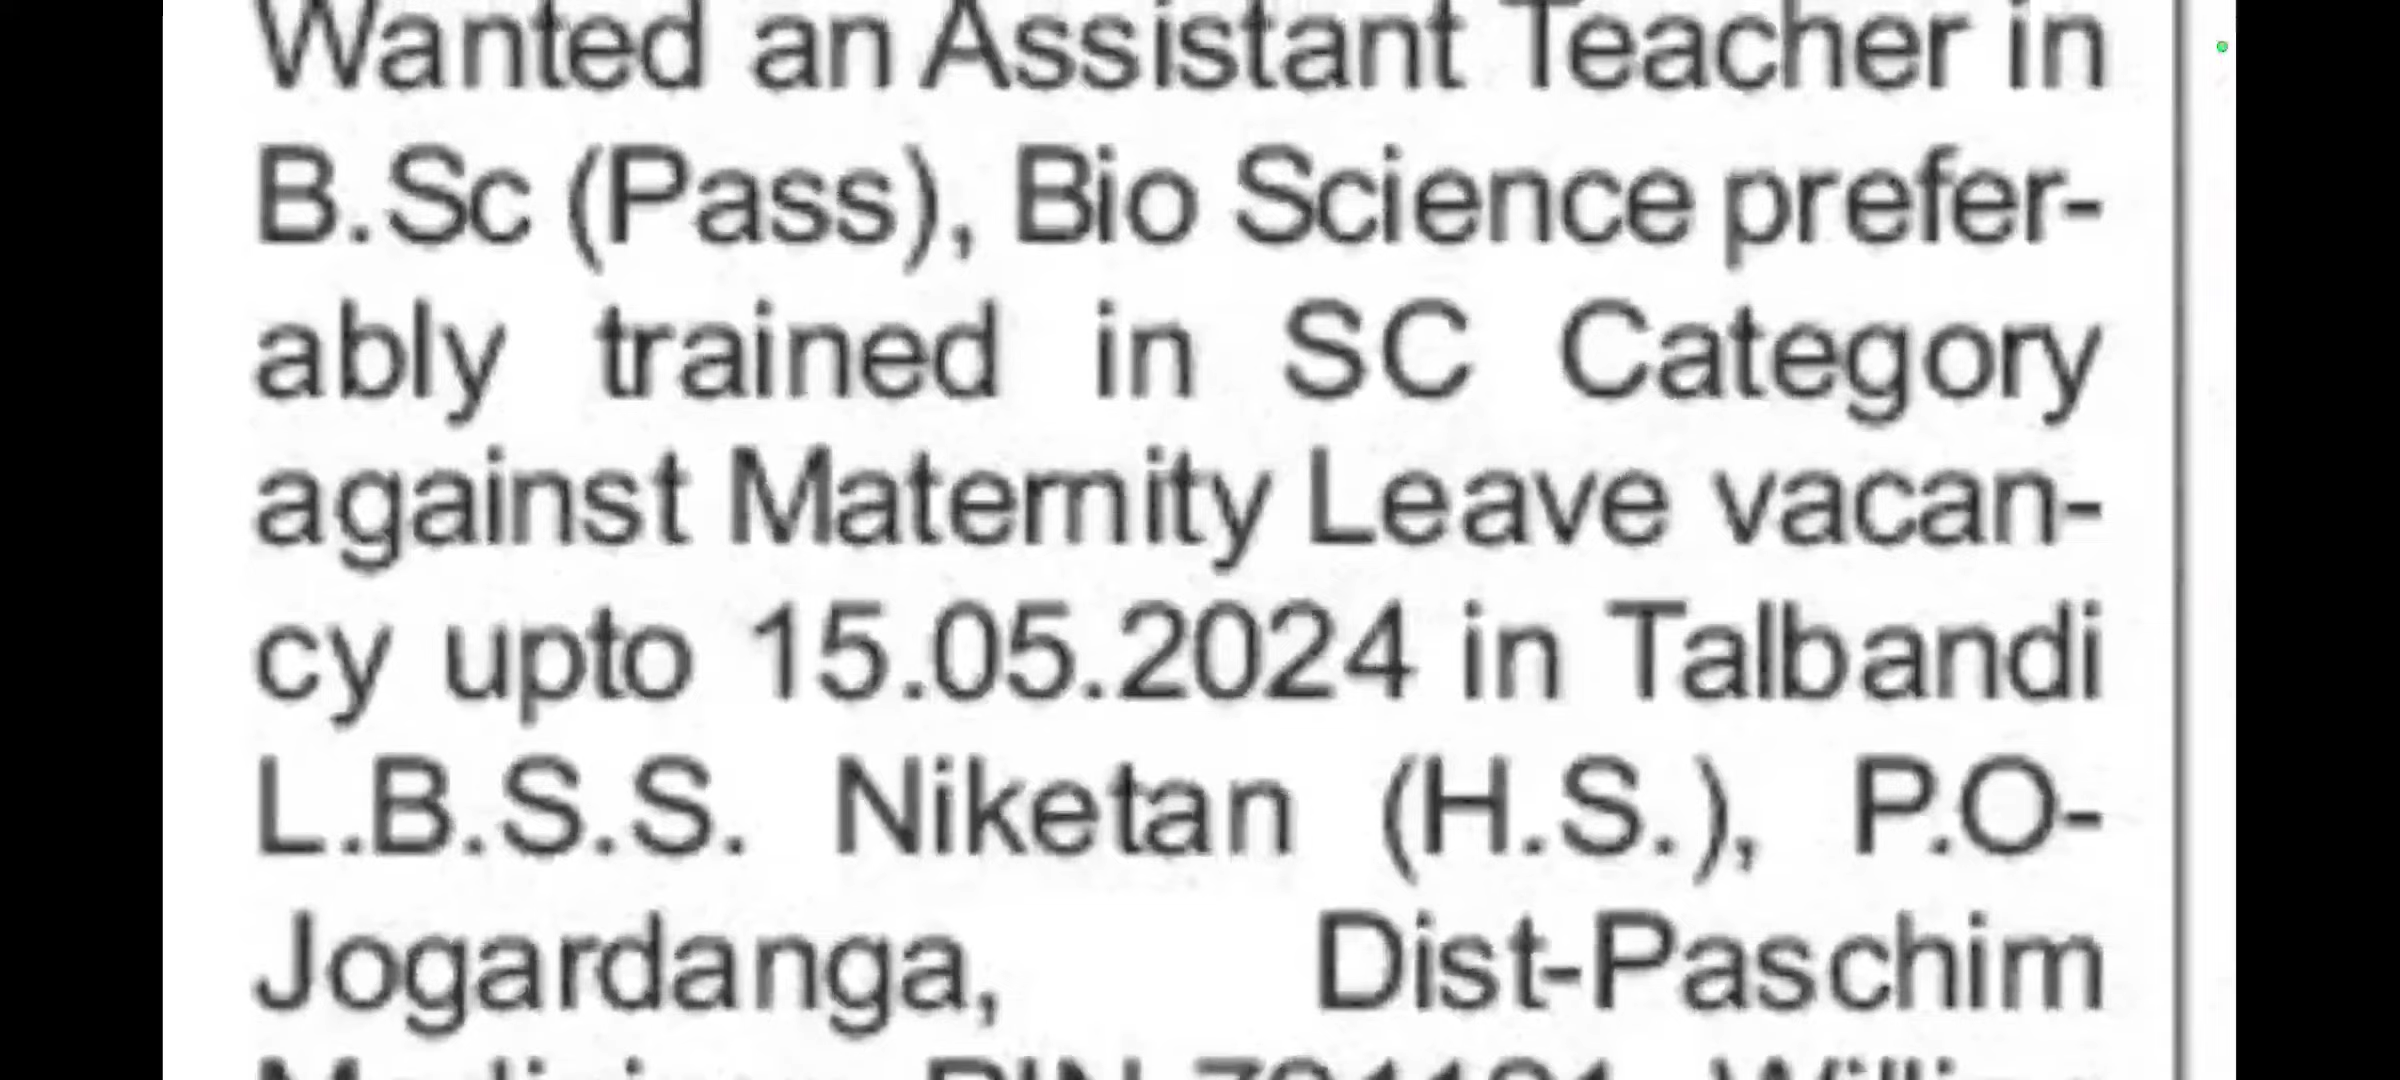 Wanted an Assistant Teacher in
B.Sc (Pass), Bio Science prefer-
ably trained in SC Category
against Maternity Leave vacan-
cy upto 15.05.2024 in Talbandi
L.B.S.S. Niketan (H.S.), P.O-
Jogardanga, Dist-Paschim